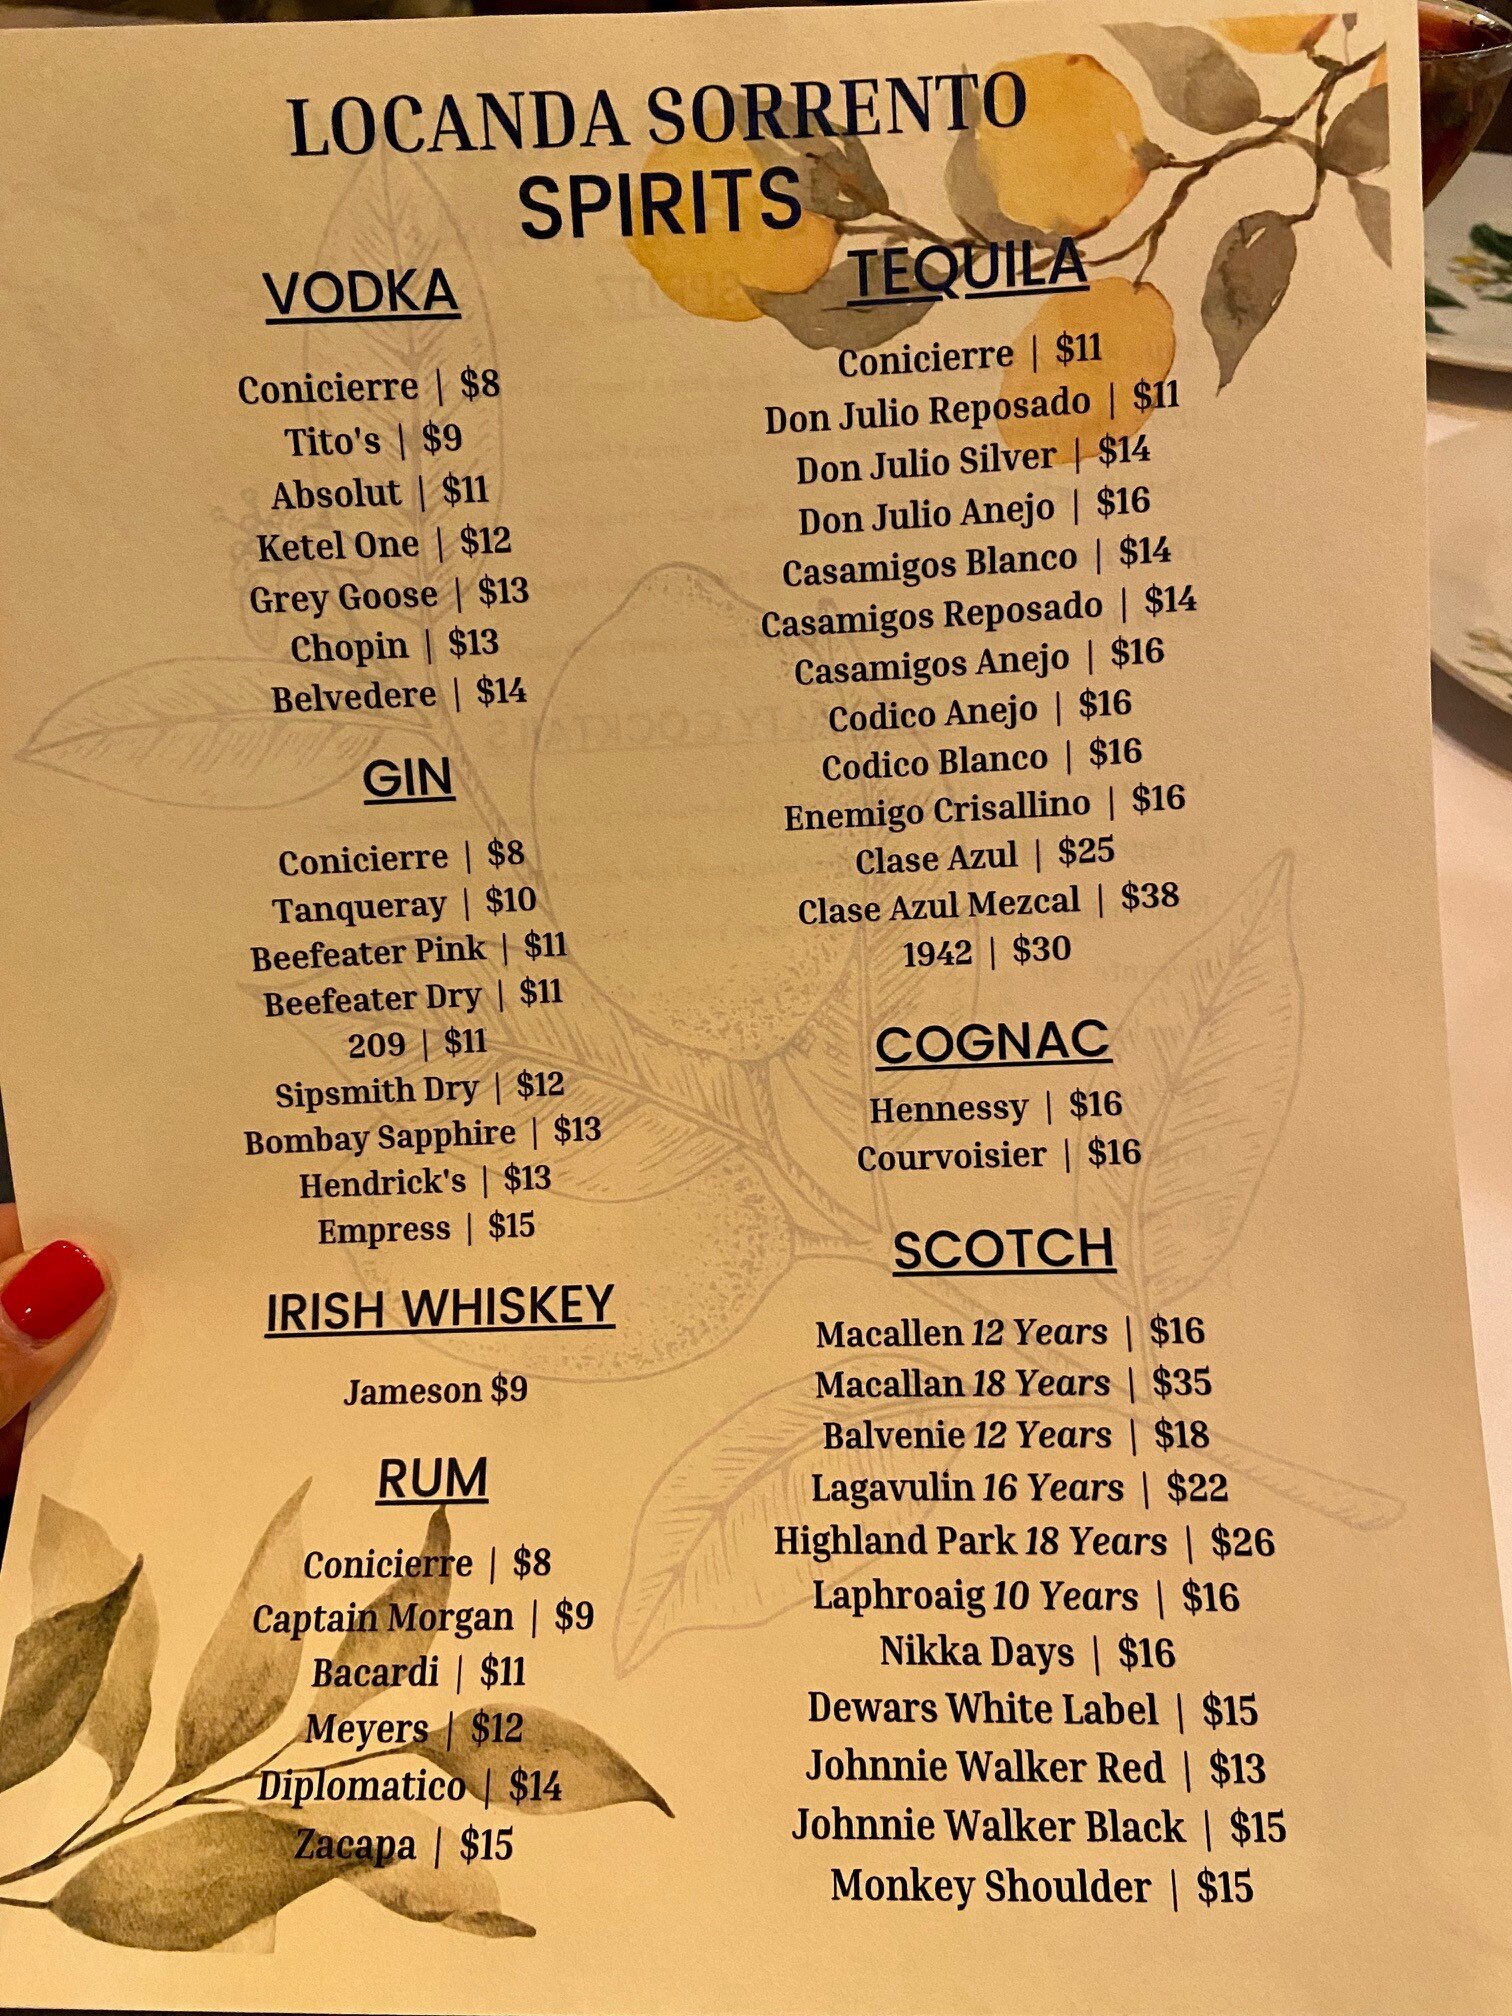 LOCANDA SORRENTO
SPIRITS
VODKA
Conicierre | $8
Tito's | $9
Absolut | $11
Ketel One | $12
Grey Goose | $13
Chopin | $13
Belvedere | $14
GIN
Conicierre | $8
Tanqueray | $10
Beefeater Pink | $11
Beefeater Dry | $11
209 | $11
Sipsmith Dry | $12
Bombay Sapphire | $13
Hendrick's | $13
Empress | $15
IRISH WHISKEY
Jameson $9
RUM
Conicierre | $8
Captain Morgan | $9
Bacardi | $11
Meyers | $12
Diplomatico | $14
Zacapa | $15
TEQUILA
Conicierre | $11
Don Julio Reposado | $11
Don Julio Silver | $14
Don Julio Anejo | $16
Casamigos Blanco | $14
Casamigos Reposado | $14
Casamigos Anejo | $16
Codico Anejo | $16
Codico Blanco | $16
Enemigo Crisallino | $16
Clase Azul | $25
Clase Azul Mezcal | $38
1942 | $30
COGNAC
Hennessy | $16
Courvoisier | $16
SCOTCH
Macallen 12 Years | $16
Macallan 18 Years | $35
Balvenie 12 Years | $18
Lagavulin 16 Years | $22
Highland Park 18 Years | $26
Laphroaig 10 Years | $16
Nikka Days | $16
Dewars White Label | $15
Johnnie Walker Red | $13
Johnnie Walker Black | $15
Monkey Shoulder | $15